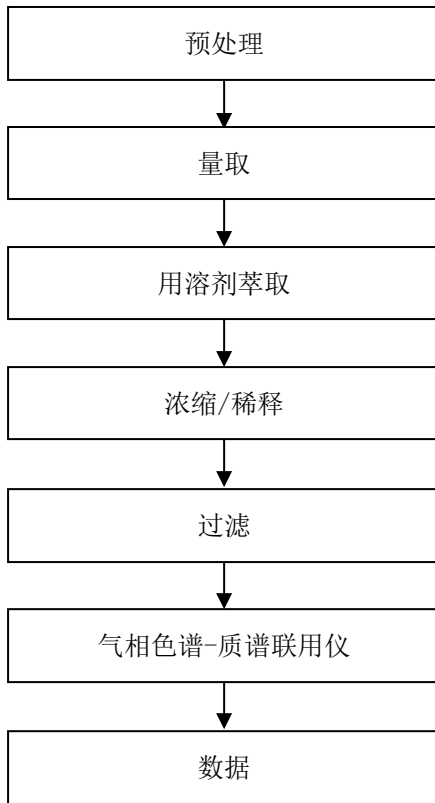 预处理
量取
用溶剂萃取
浓缩/稀释
过滤
气相色谱-质谱联用仪
数据